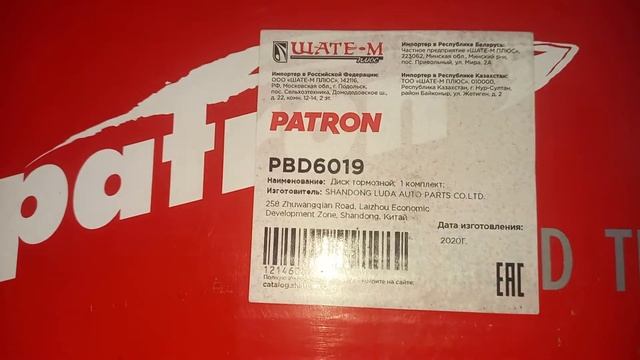 patron
ШАТЕ-М
ПЛЮС
Импортер в Российской Федерации:
ООО «ШАТЕ-М ПЛЮС», 142116,
РФ, Московская обл., г. Подольск,
пос. Сельхозтехника, Домодедовское ш.,
д. 22, комн. 12-14, 2 эт.
Импортер в Республике Беларусь:
Частное предприятие «ШАТЕ-М ПЛЮС»,
223062, Минская обл., Минский р-н,
пос. Привольный, ул. Мира, 2А
Импортер в Республике Казахстан:
ТОО «ШАТЕ-М ПЛЮС», 010000,
Республика Казахстан, г. Нур-Султан,
район Байконыр, ул. Жетиген, д. 2
PATRON
PBD6019
Наименование: Диск тормозной; 1 комплект;
Изготовитель: SHANDONG LUDA AUTO PARTS CO.LTD.
258 Zhuwangqian Road, Laizhou Economic
Development Zone, Shandong, Китай
Дата изготовления:
2020Г.
EAC
D T